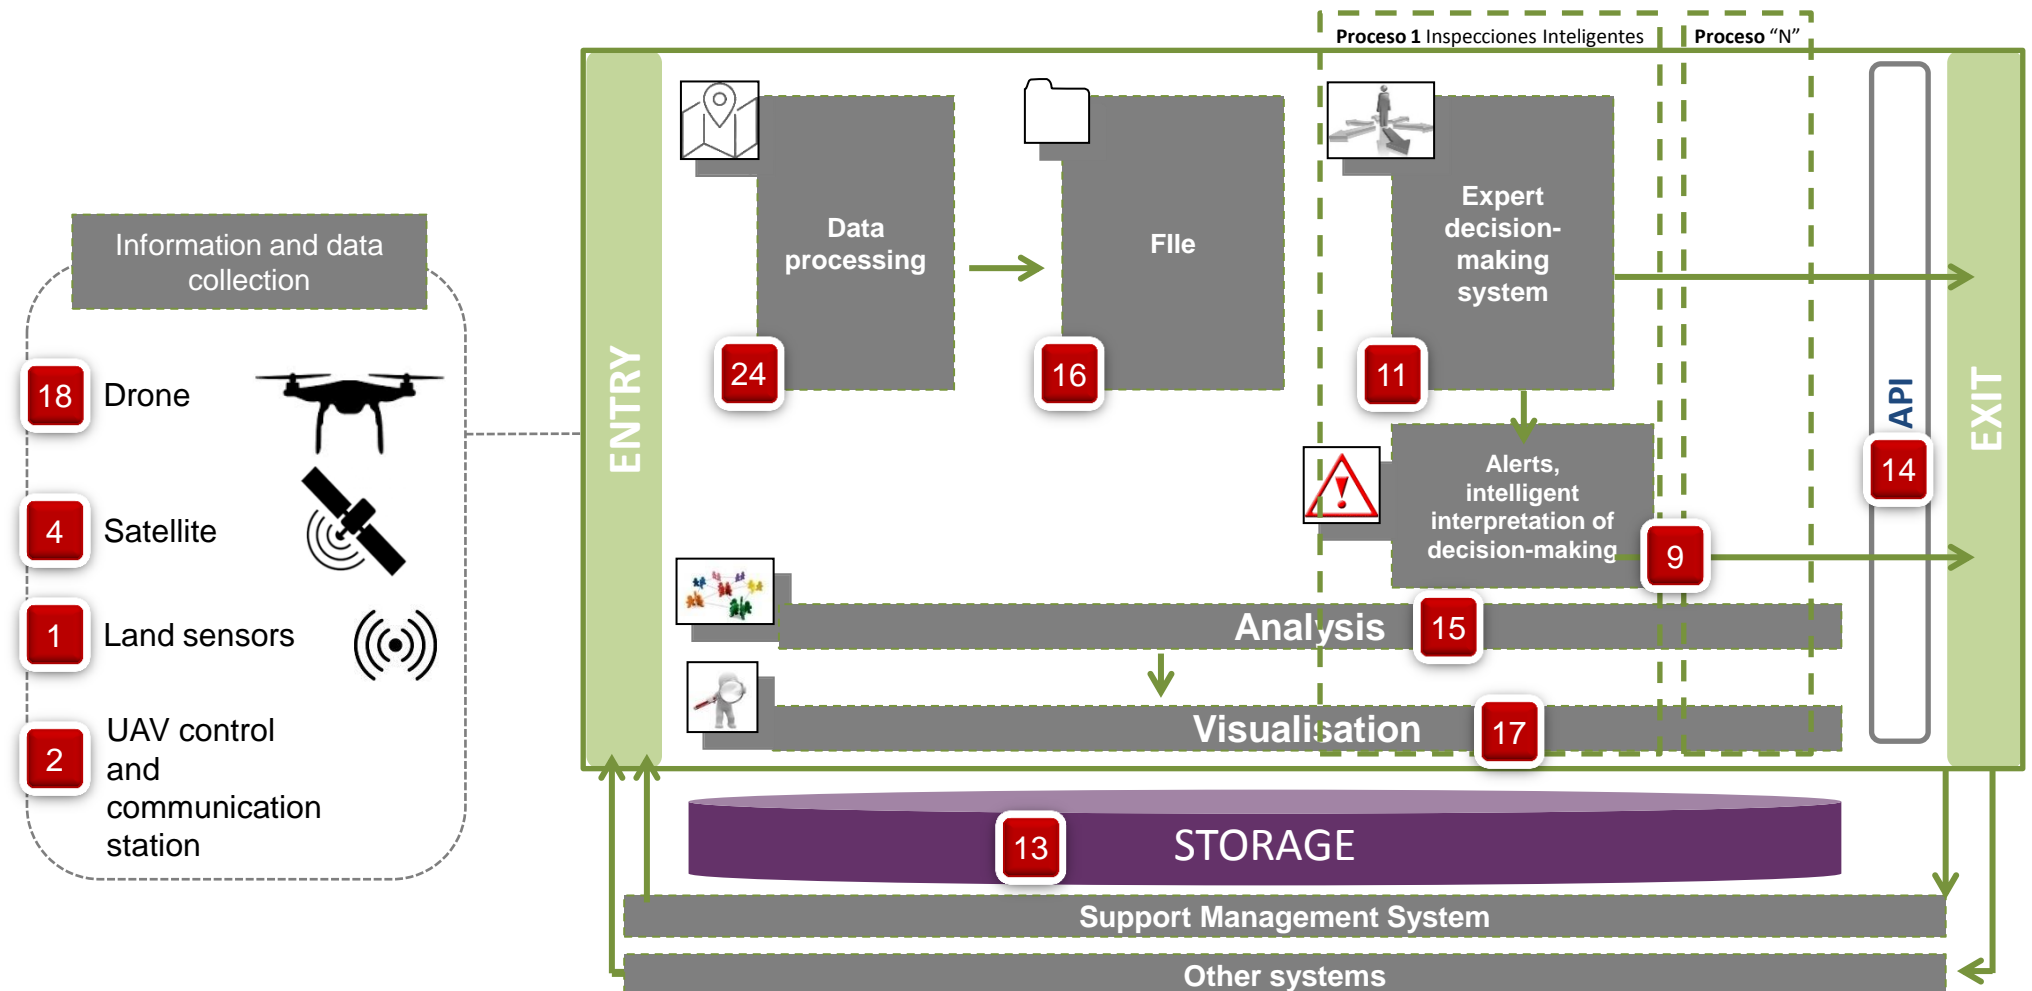 Proceso 1 Inspecciones Inteligentes
Proceso “N”
Information and data
collection
18
Drone
4
Satellite
1
Land sensors
2
UAV control
and
communication
station
ENTRY
Data
processing
24
FIle
16
Expert
decision-
making
system
11
Alerts,
intelligent
interpretation of
decision-making
9
API
14
EXIT
Analysis
15
Visualisation
17
STORAGE
13
Support Management System
Other systems